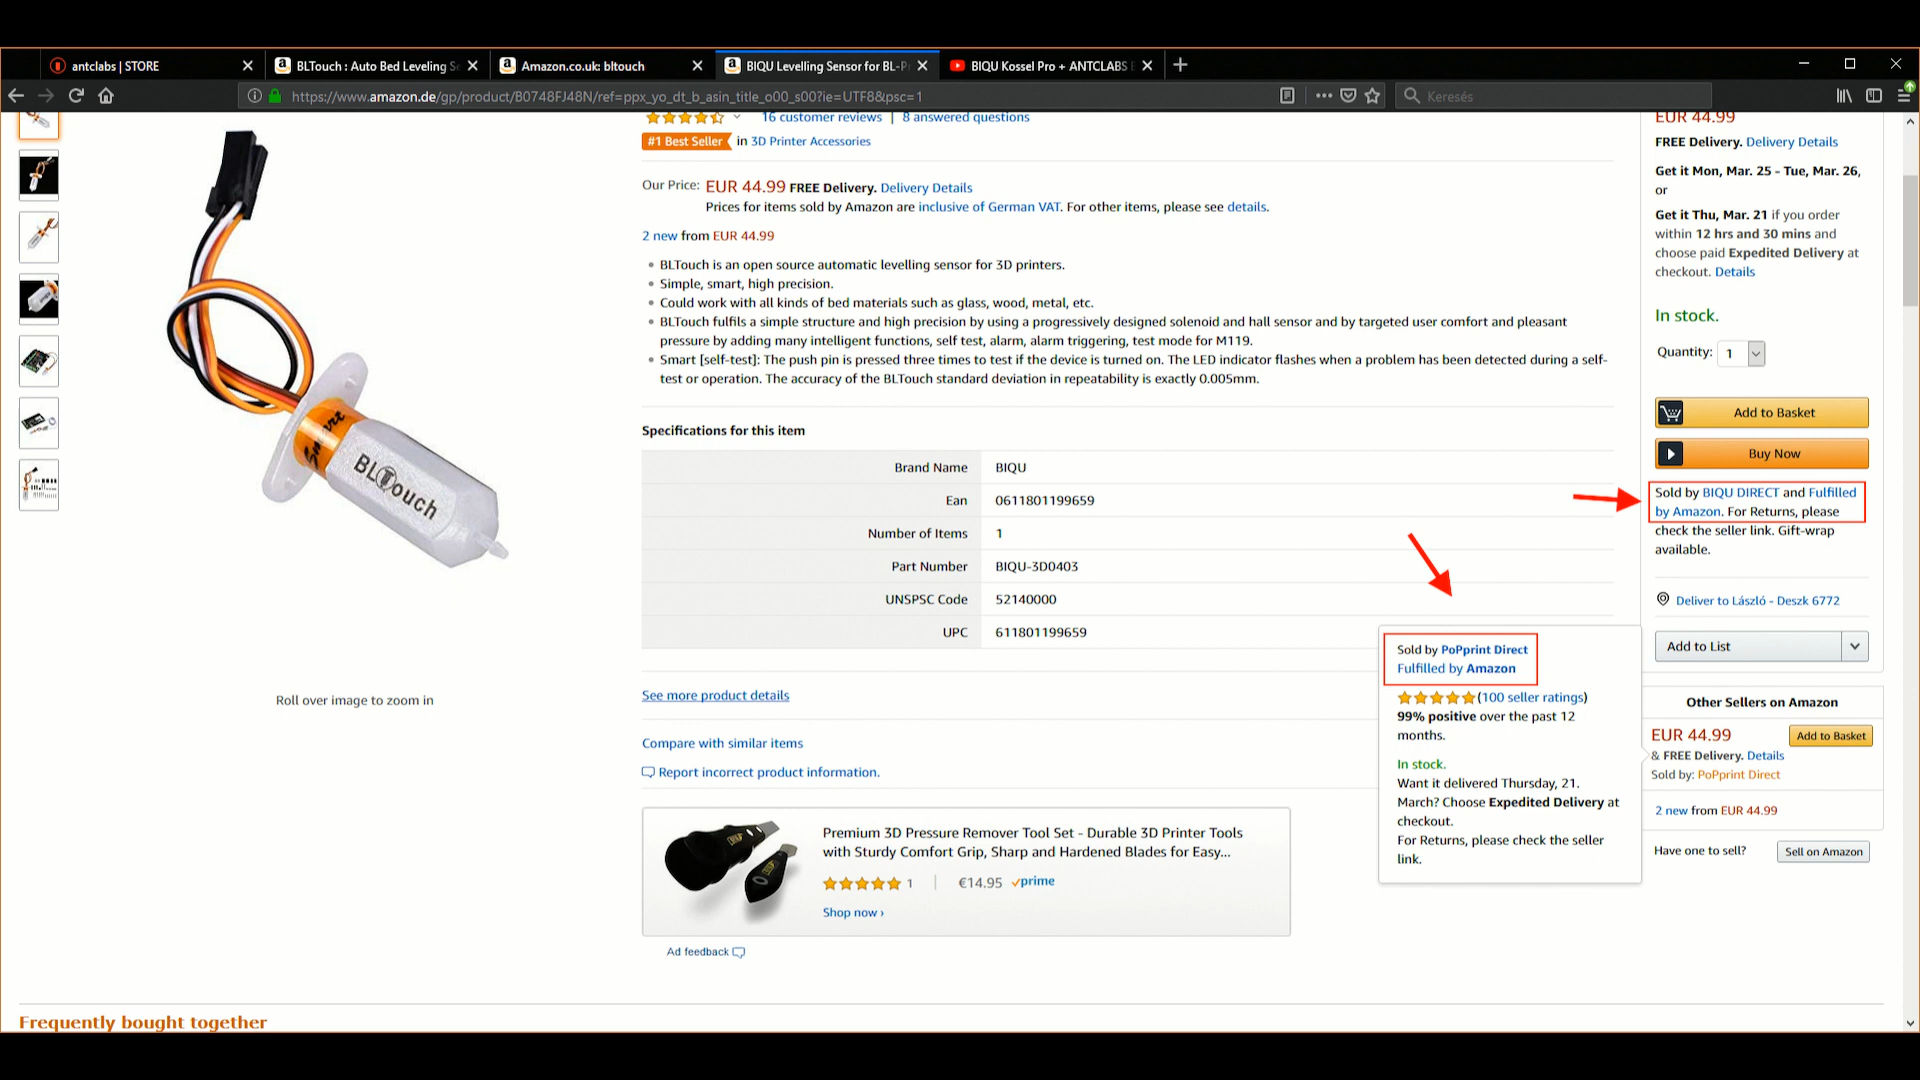 antclabs | STORE
BLTouch : Auto Bed Leveling S
Amazon.co.uk: bltouch
BIQU Levelling Sensor for BL-P
BIQU Kossel Pro + ANTCLABS
https://www.amazon.de/gp/product/B0748FJ48N/ref=ppx_yo_dt_b_asin_title_o00_s00?ie=UTF8&psc=1
Keresés
16 customer reviews | 8 answered questions
#1 Best Seller in 3D Printer Accessories
Our Price: EUR 44.99 FREE Delivery. Delivery Details
Prices for items sold by Amazon are inclusive of German VAT. For other items, please see details.
2 new from EUR 44.99
BLTouch is an open source automatic levelling sensor for 3D printers.
Simple, smart, high precision.
Could work with all kinds of bed materials such as glass, wood, metal, etc.
BLTouch fulfils a simple structure and high precision by using a progressively designed solenoid and hall sensor and by targeted user comfort and pleasant
pressure by adding many intelligent functions, self test, alarm, alarm triggering, test mode for M119.
Smart [self-test]: The push pin is pressed three times to test if the device is turned on. The LED indicator flashes when a problem has been detected during a self-
test or operation. The accuracy of the BLTouch standard deviation in repeatability is exactly 0.005mm.
Smart
BLTouch
Roll over image to zoom in
Specifications for this item
Brand Name BIQU
Ean 0611801199659
Number of Items 1
Part Number BIQU-3D0403
UNSPSC Code 52140000
UPC 611801199659
See more product details
Compare with similar items
Report incorrect product information.
Premium 3D Pressure Remover Tool Set - Durable 3D Printer Tools
with Sturdy Comfort Grip, Sharp and Hardened Blades for Easy...
1 | €14.95 prime
Shop now ›
Ad feedback
Frequently bought together
Sold by PoPprint Direct
Fulfilled by Amazon
(100 seller ratings)
99% positive over the past 12
months.
In stock.
Want it delivered Thursday, 21.
March? Choose Expedited Delivery at
checkout.
For Returns, please check the seller
link.
EUR 44.99
FREE Delivery. Delivery Details
Get it Mon, Mar. 25 - Tue, Mar. 26,
or
Get it Thu, Mar. 21 if you order
within 12 hrs and 30 mins and
choose paid Expedited Delivery at
checkout. Details
In stock.
Quantity: 1
Add to Basket
Buy Now
Sold by BIQU DIRECT and Fulfilled
by Amazon. For Returns, please
check the seller link. Gift-wrap
available.
Deliver to László - Deszk 6772
Add to List
Other Sellers on Amazon
EUR 44.99 Add to Basket
& FREE Delivery. Details
Sold by: PoPprint Direct
2 new from EUR 44.99
Have one to sell? Sell on Amazon